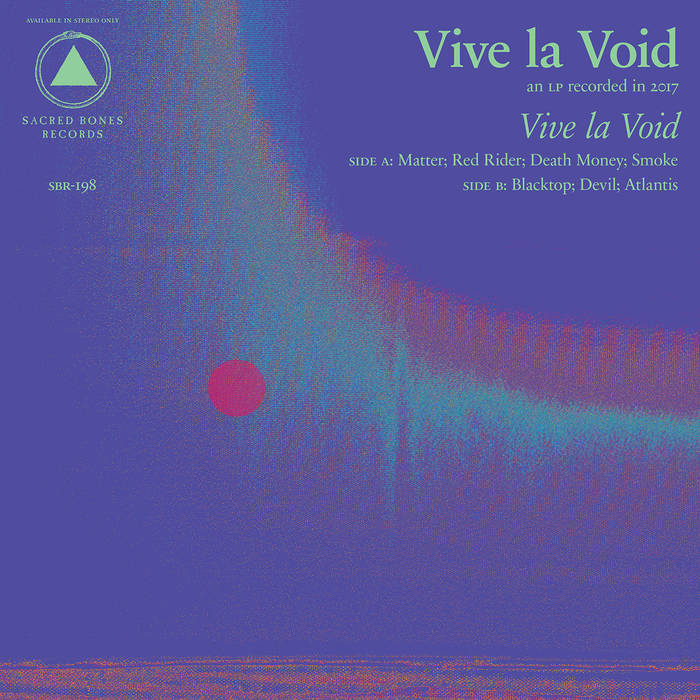 AVAILABLE IN STEREO ONLY
SACRED BONES
RECORDS
SBR-198
Vive la Void
an LP recorded in 2017
Vive la Void
SIDE A: Matter; Red Rider; Death Money; Smoke
SIDE B: Blacktop; Devil; Atlantis